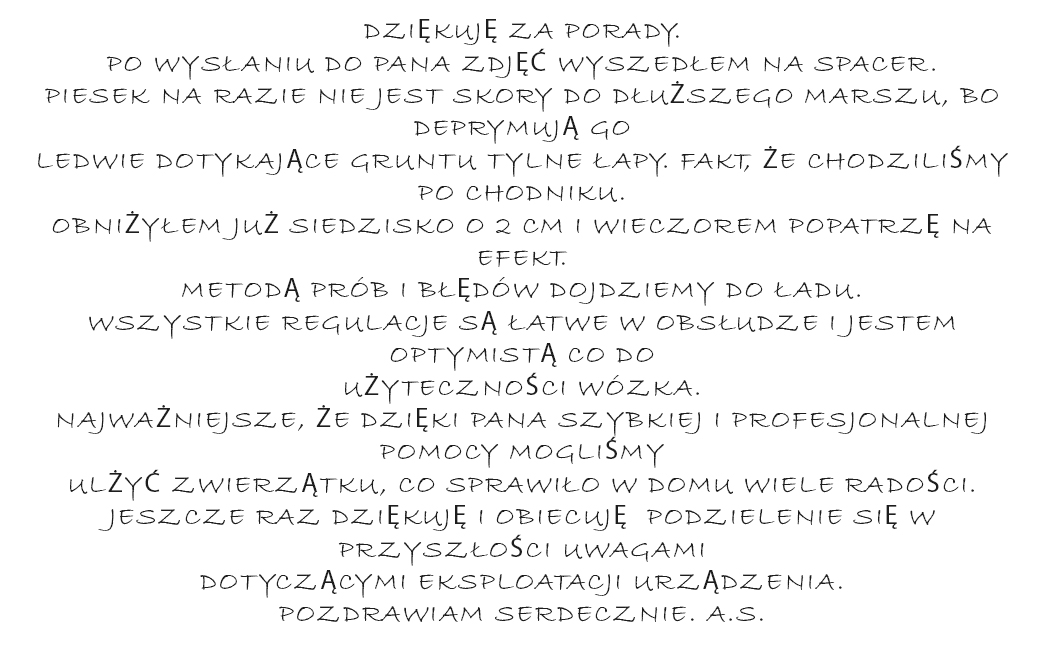 DZIĘKUJĘ ZA PORADY.
PO WYSŁANIU DO PANA ZDJĘĆ WYSZEDŁEM NA SPACER.
PIESEK NA RAZIE NIE JEST SKORY DO DŁUŻSZEGO MARSZU, BO
DEPRYMUJĄ GO
LEDWIE DOTYKAJĄCE GRUNTU TYLNE ŁAPY. FAKT, ŻE CHODZILIŚMY
PO CHODNIKU.
OBNIŻYŁEM JUŻ SIEDZISKO O 2 CM I WIECZOREM POPATRZĘ NA
EFEKT.
METODĄ PRÓB I BŁĘDÓW DOJDZIEMY DO ŁADU.
WSZYSTKIE REGULACJE SĄ ŁATWE W OBSŁUDZE I JESTEM
OPTYMISTĄ CO DO
UŻYTECZNOŚCI WÓZKA.
NAJWAŻNIEJSZE, ŻE DZIĘKI PANA SZYBKIEJ I PROFESJONALNEJ
POMOCY MOGLIŚMY
ULŻYĆ ZWIERZĄTKU, CO SPRAWIŁO W DOMU WIELE RADOŚCI.
JESZCZE RAZ DZIĘKUJĘ I OBIECUJĘ  PODZIELENIE SIĘ W
PRZYSZŁOŚCI UWAGAMI
DOTYCZĄCYMI EKSPLOATACJI URZĄDZENIA.
POZDRAWIAM SERDECZNIE. A.S.